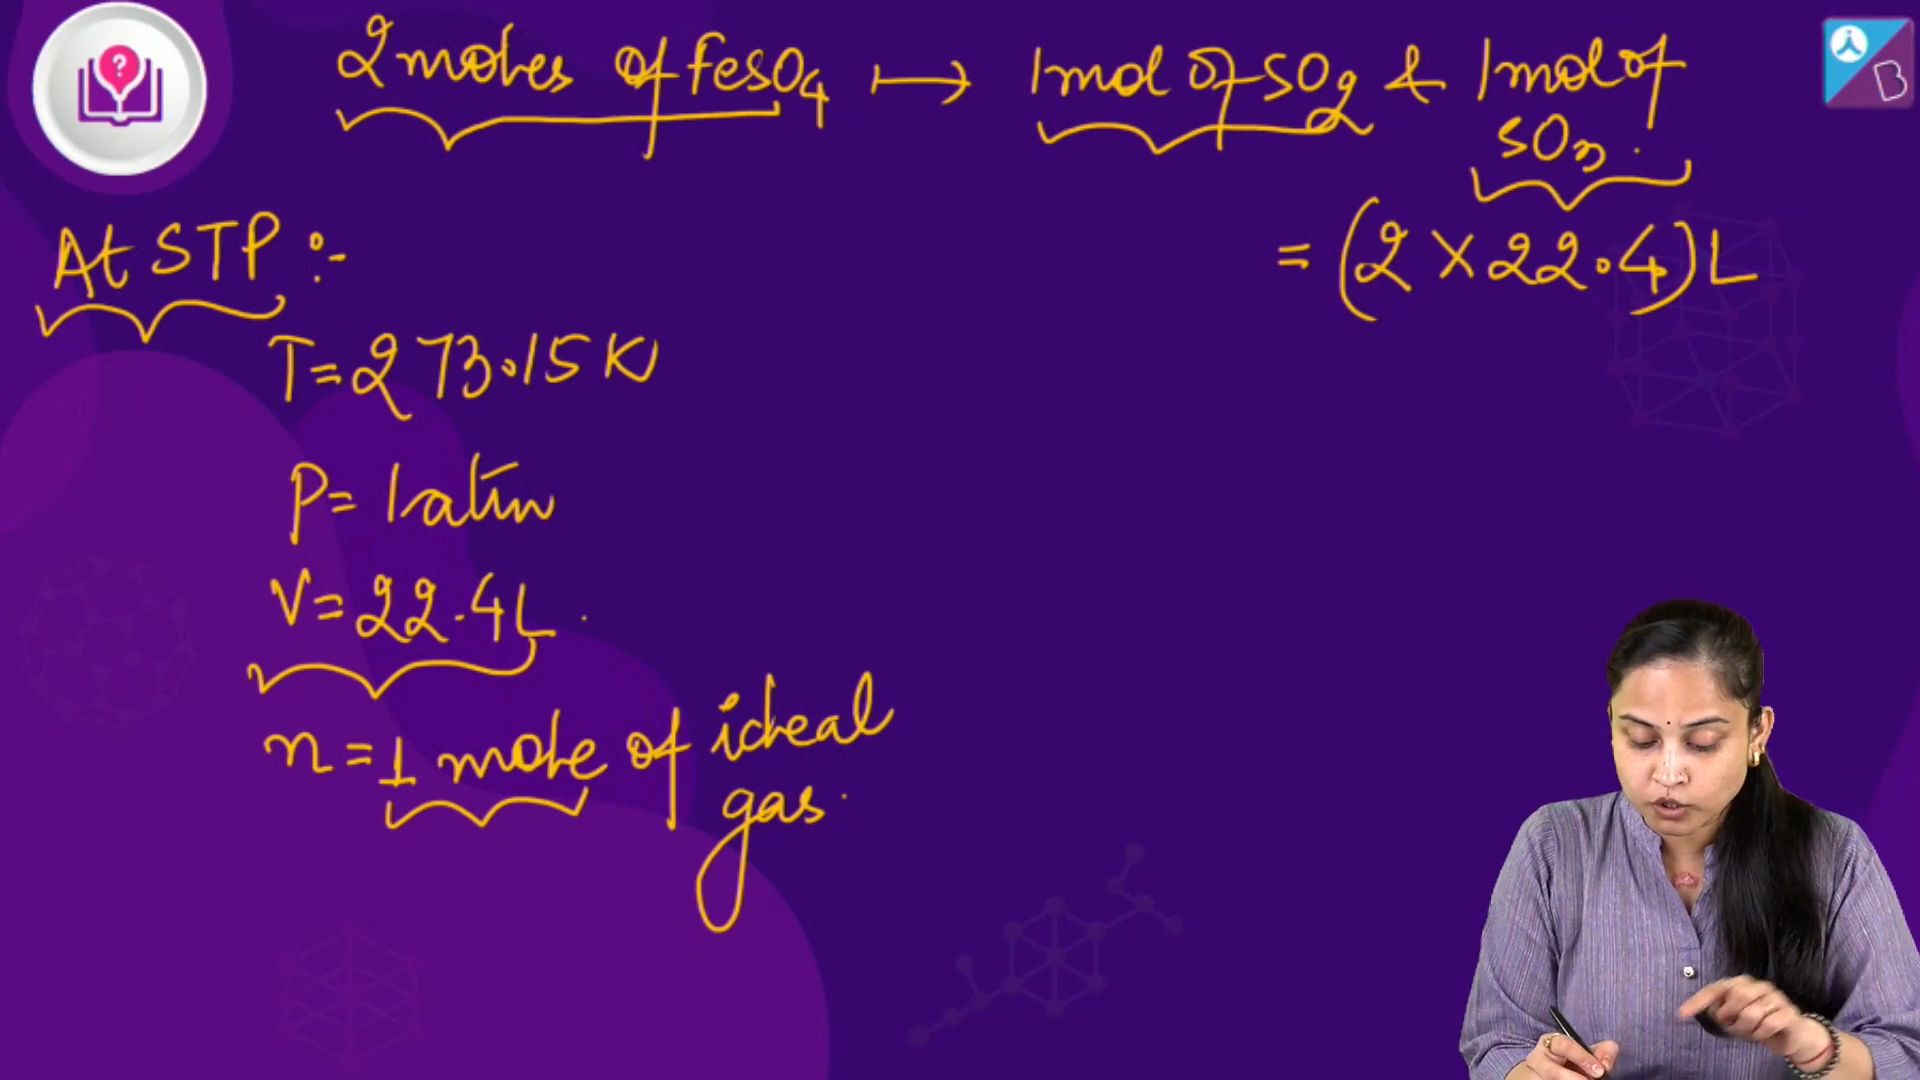 2 moles of FeSO4 ↦ 1 mol of SO2 & 1 mol of
SO3.
= (2 × 22.4) L
At STP :-
T = 273.15 K
P = 1 atm
V = 22.4 L.
n = 1 mole of ideal
gas.
?
B